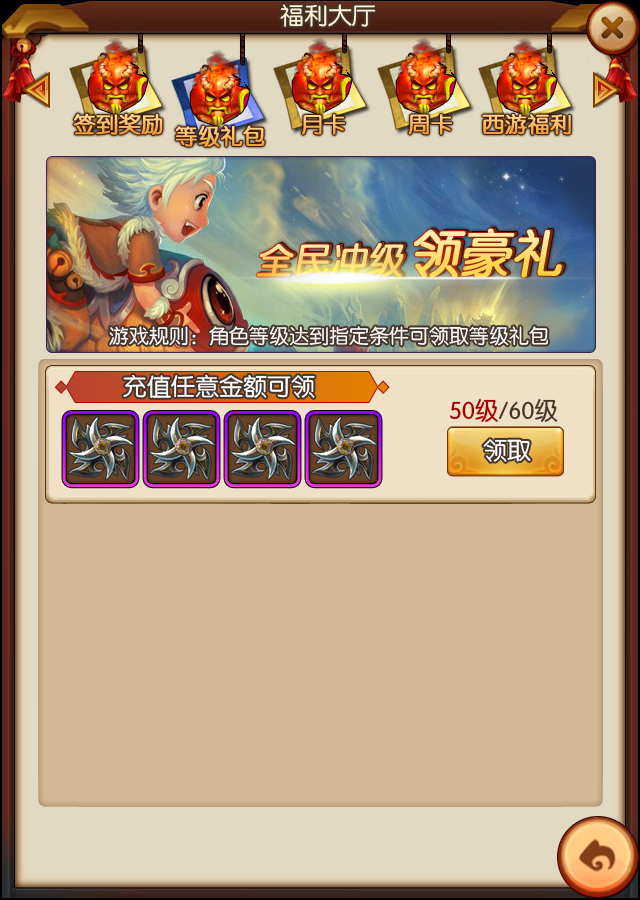 福利大厅
签到奖励
等级礼包
月卡
周卡
西游福利
全民冲级 领豪礼
游戏规则：角色等级达到指定条件可领取等级礼包
充值任意金额可领
50级/60级
领取